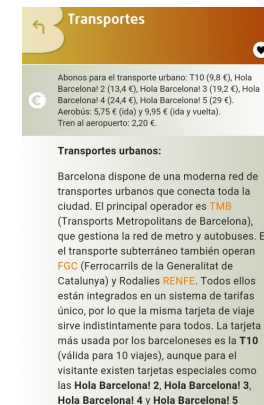 Transportes
Abonos para el transporte urbano: T10 (9,8 €), Hola
Barcelona! 2 (13,4 €), Hola Barcelona! 3 (19,2 €), Hola
Barcelona! 4 (24,4 €), Hola Barcelona! 5 (29 €).
Aerobús: 5,75 € (ida) y 9,95 € (ida y vuelta).
Tren al aeropuerto: 2,20 €.
Transportes urbanos:
Barcelona dispone de una moderna red de
transportes urbanos que conecta toda la
ciudad. El principal operador es TMB
(Transports Metropolitans de Barcelona),
que gestiona la red de metro y autobuses. E
el transporte subterráneo también operan
FGC (Ferrocarrils de la Generalitat de
Catalunya) y Rodalies RENFE. Todos ellos
están integrados en un sistema de tarifas
único, por lo que la misma tarjeta de viaje
sirve indistintamente para todos. La tarjeta
más usada por los barceloneses es la T10
(válida para 10 viajes), aunque para el
visitante existen tarjetas especiales como
las Hola Barcelona! 2, Hola Barcelona! 3,
Hola Barcelona! 4 y Hola Barcelona! 5